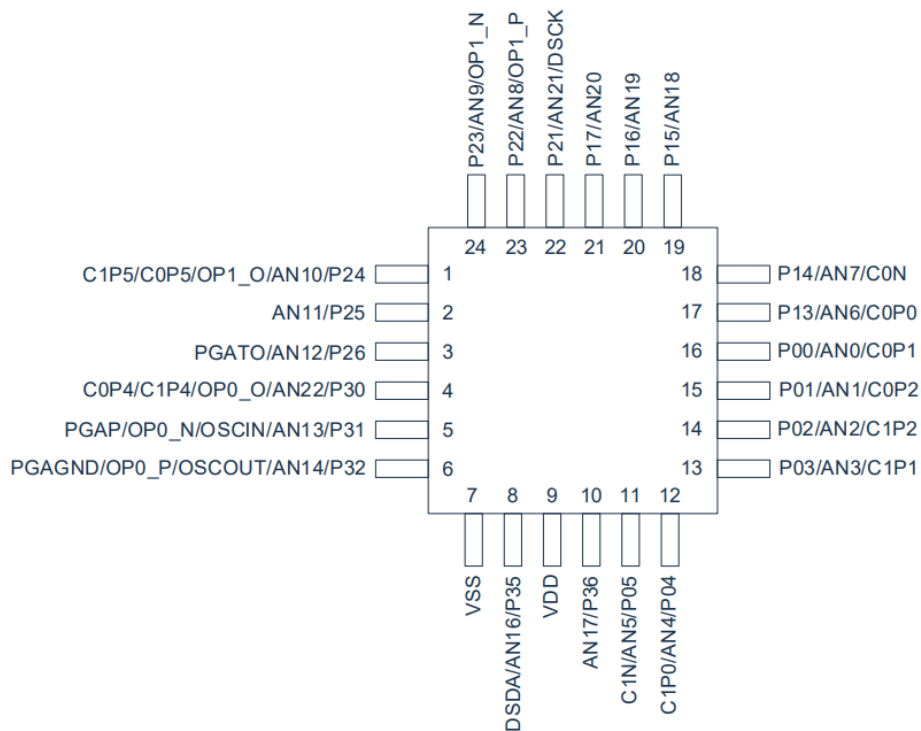 P23/AN9/OP1_N
P22/AN8/OP1_P
P21/AN21/DSCK
P17/AN20
P16/AN19
P15/AN18
24 23 22 21 20 19
C1P5/C0P5/OP1_O/AN10/P24 1 18 P14/AN7/C0N
AN11/P25 2 17 P13/AN6/C0P0
PGATO/AN12/P26 3 16 P00/AN0/C0P1
C0P4/C1P4/OP0_O/AN22/P30 4 15 P01/AN1/C0P2
PGAP/OP0_N/OSCIN/AN13/P31 5 14 P02/AN2/C1P2
PGAGND/OP0_P/OSCOUT/AN14/P32 6 13 P03/AN3/C1P1
7 8 9 10 11 12
VSS
DSDA/AN16/P35
VDD
AN17/P36
C1N/AN5/P05
C1P0/AN4/P04